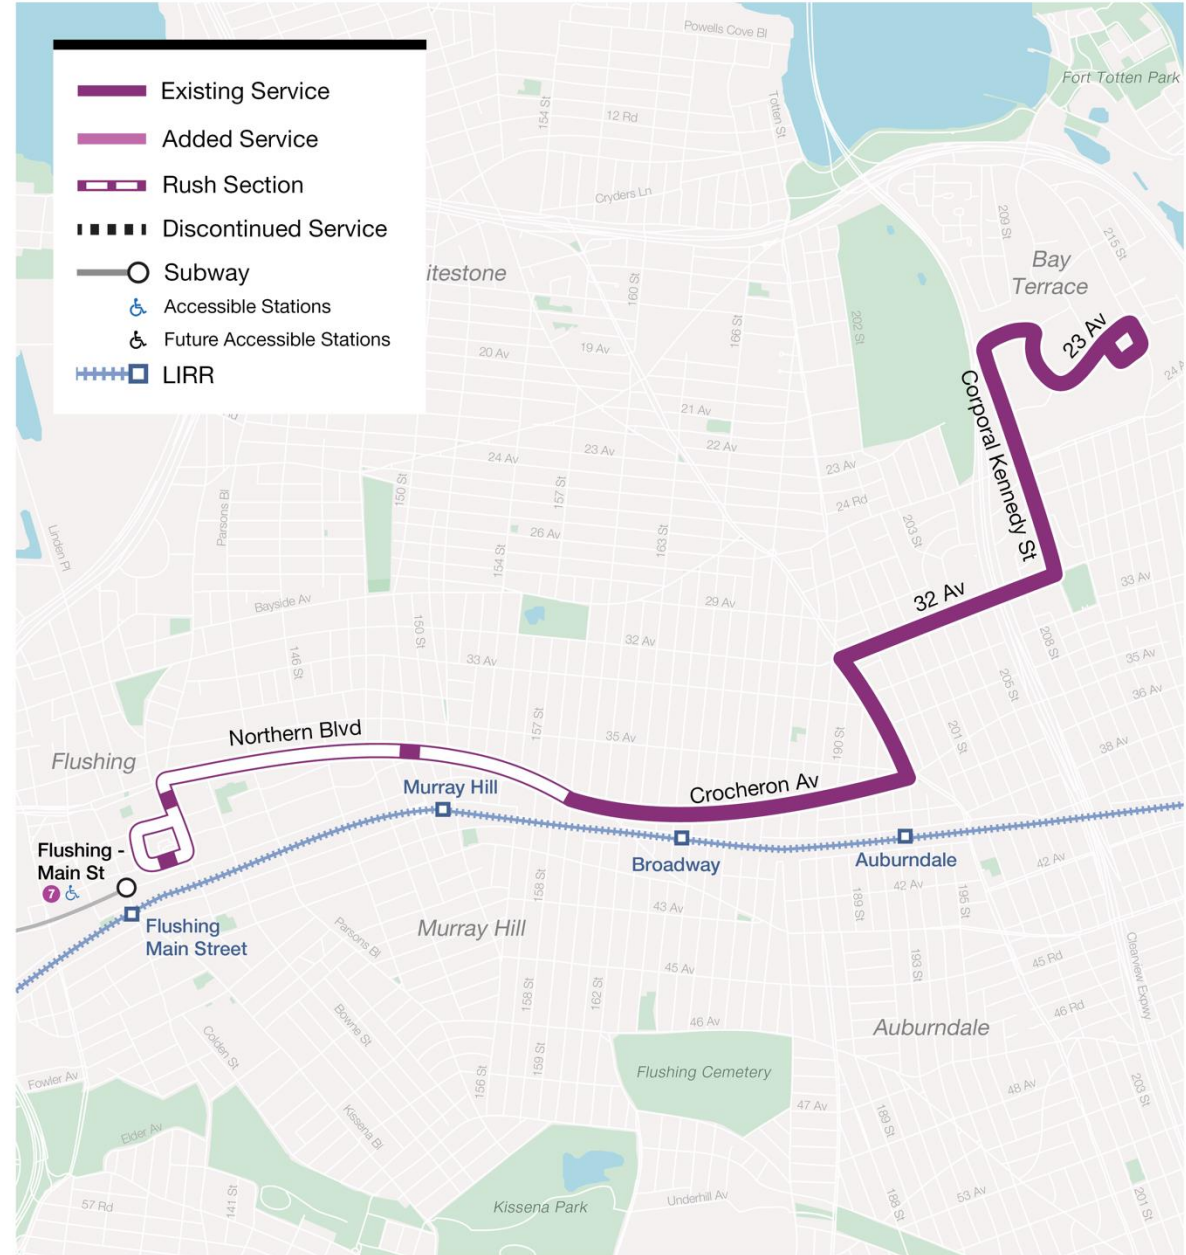 Existing Service
Added Service
Rush Section
Discontinued Service
Subway
Accessible Stations
Future Accessible Stations
LIRR
Powells Cove Bl
Fort Totten Park
154 St
12 Rd
Totten St
Cryders Ln
209 St
215 St
Bay
Terrace
itestone
160 St
166 St
202 St
23 Av
20 Av
19 Av
24 A
Corporal Kennedy St
21 Av
22 Av
23 Av
24 Av
23 Av
150 St
157 St
24 Rd
203 St
Parsons Bl
Linden Pl
26 Av
163 St
154 St
33 Av
32 Av
Bayside Av
29 Av
150 St
32 Av
33 Av
146 St
208 St
35 Av
205 St
36 Av
Northern Blvd
157 St
35 Av
190 St
201 St
38 Av
Flushing
Murray Hill
Crocheron Av
Flushing -
Main St
7
Broadway
Auburndale
42 Av
158 St
42 Av
189 St
195 St
43 Av
Flushing
Main Street
Parsons Bl
Murray Hill
Clearview Expwy
193 St
45 Rd
45 Av
158 St
162 St
46 Rd
46 Av
Auburndale
Bowne St
Colden St
159 St
156 St
Flushing Cemetery
Fowler Av
48 Av
203 St
47 Av
189 St
Kissena Bl
Elder Av
57 Rd
141 St
Kissena Park
Underhill Av
188 St
53 Av
201 St